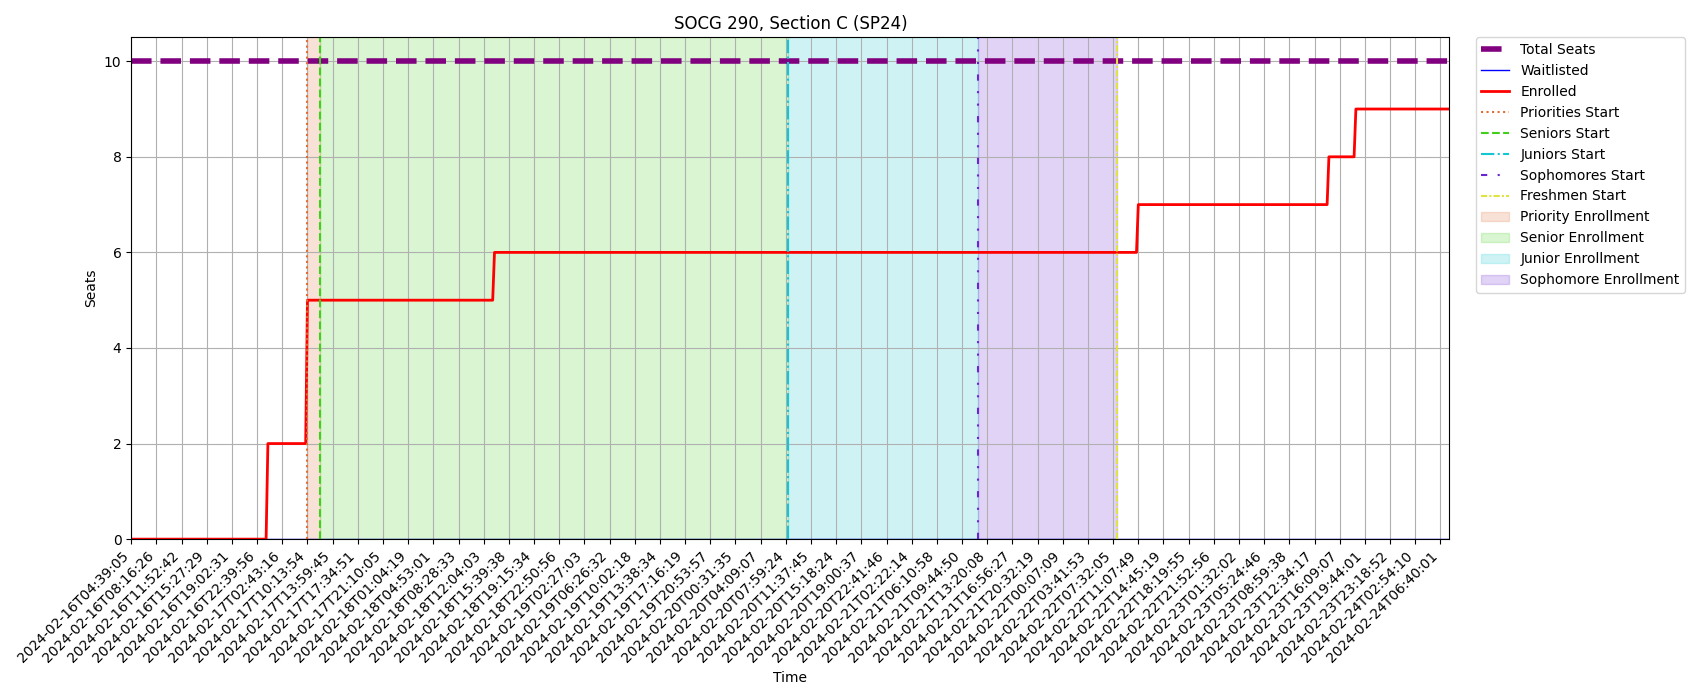 SOCG 290, Section C (SP24)
Total Seats
Waitlisted
Enrolled
Priorities Start
Seniors Start
Juniors Start
Sophomores Start
Freshmen Start
Priority Enrollment
Senior Enrollment
Junior Enrollment
Sophomore Enrollment
10
8
6
4
2
0
Seats
2024-02-16T04:39:05
2024-02-16T08:16:26
2024-02-16T11:52:42
2024-02-16T15:27:29
2024-02-16T19:02:31
2024-02-16T22:39:56
2024-02-17T02:43:16
2024-02-17T10:13:54
2024-02-17T13:59:45
2024-02-17T17:34:51
2024-02-17T21:10:05
2024-02-18T01:04:19
2024-02-18T04:53:01
2024-02-18T08:28:33
2024-02-18T12:04:03
2024-02-18T15:39:38
2024-02-18T19:15:34
2024-02-18T22:50:56
2024-02-19T02:27:03
2024-02-19T06:26:32
2024-02-19T10:02:18
2024-02-19T13:38:34
2024-02-19T17:16:19
2024-02-19T20:53:57
2024-02-20T00:31:35
2024-02-20T04:09:07
2024-02-20T07:59:24
2024-02-20T11:37:45
2024-02-20T15:18:24
2024-02-20T19:00:37
2024-02-20T22:41:46
2024-02-21T02:22:14
2024-02-21T06:10:58
2024-02-21T09:44:50
2024-02-21T13:20:08
2024-02-21T16:56:27
2024-02-21T20:32:19
2024-02-22T00:07:09
2024-02-22T03:41:53
2024-02-22T07:32:05
2024-02-22T11:07:49
2024-02-22T14:45:19
2024-02-22T18:19:55
2024-02-22T21:52:56
2024-02-23T01:32:02
2024-02-23T05:24:46
2024-02-23T08:59:38
2024-02-23T12:34:17
2024-02-23T16:09:07
2024-02-23T19:44:01
2024-02-23T23:18:52
2024-02-24T02:54:10
2024-02-24T06:40:01
Time